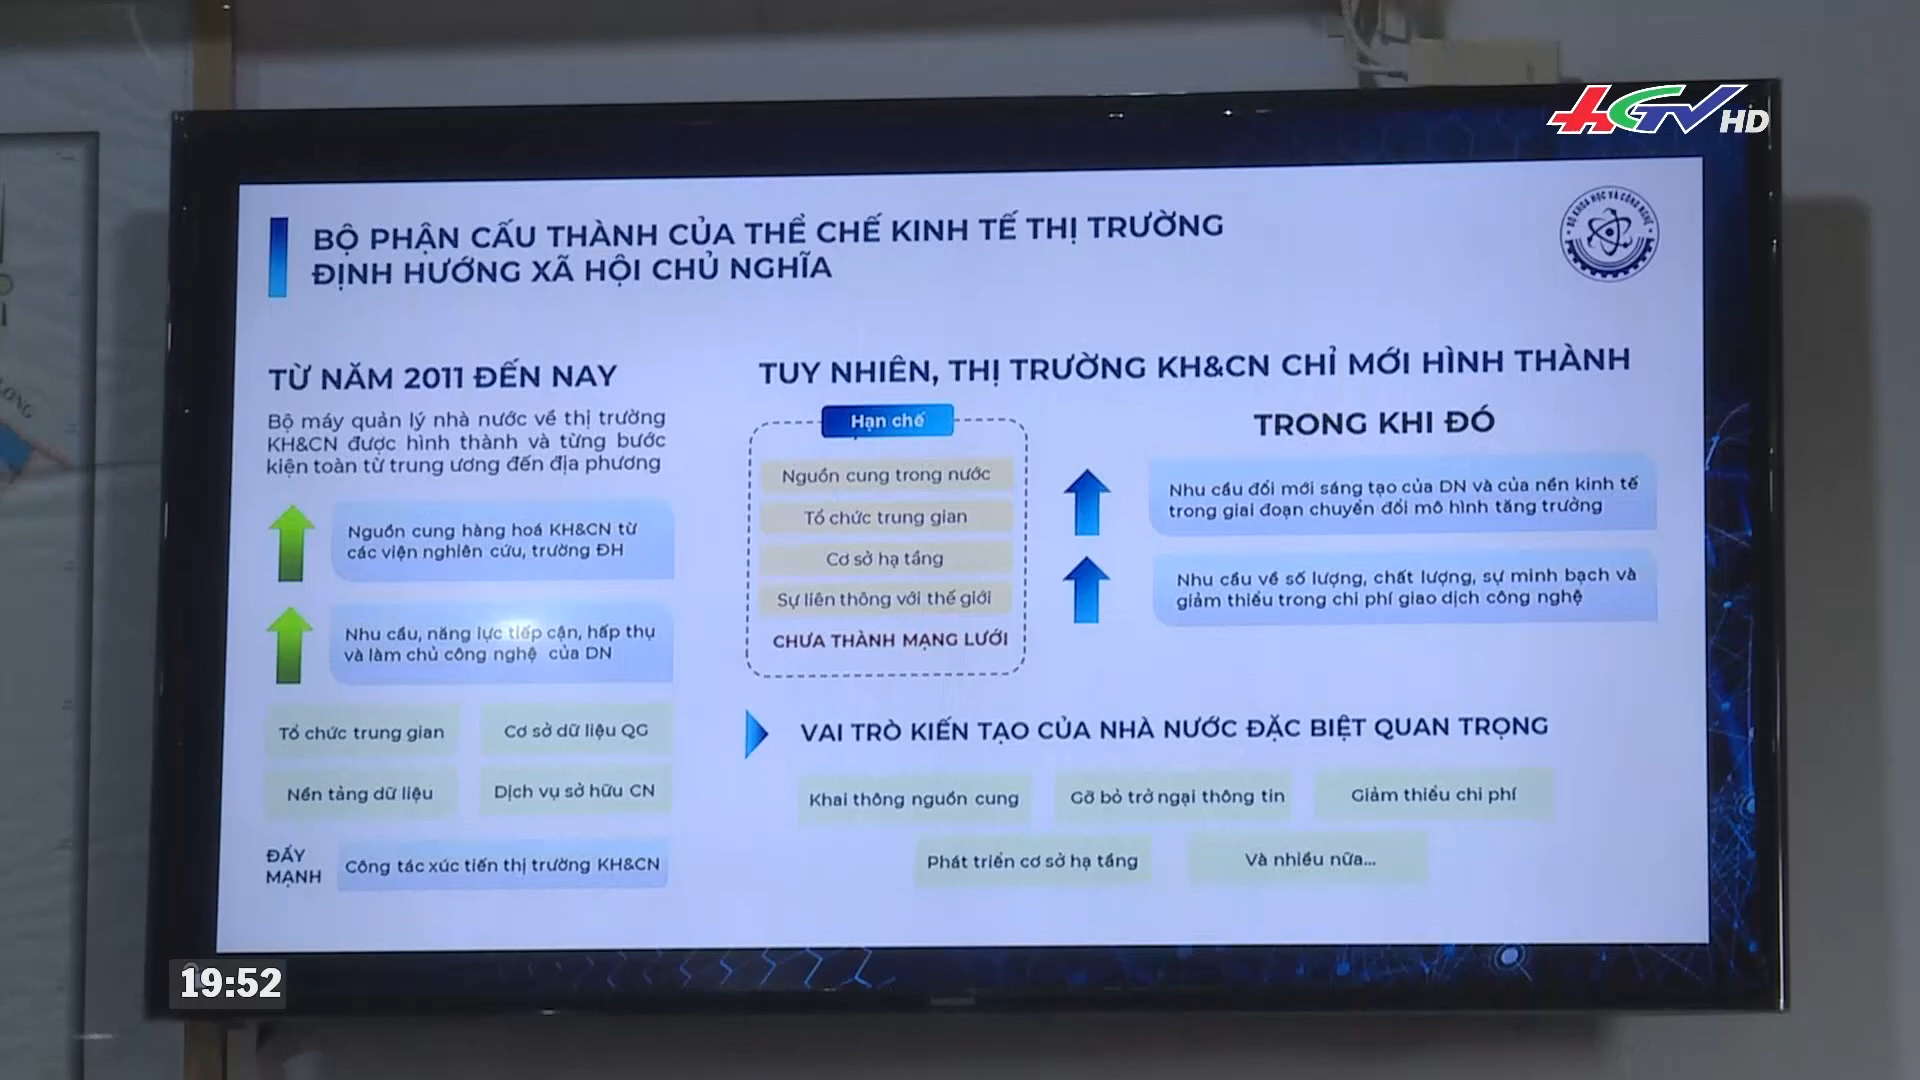 HGTV HD
BỘ PHẬN CẤU THÀNH CỦA THỂ CHẾ KINH TẾ THỊ TRƯỜNG
ĐỊNH HƯỚNG XÃ HỘI CHỦ NGHĨA
BỘ KHOA HỌC VÀ CÔNG NGHỆ
TỪ NĂM 2011 ĐẾN NAY
Bộ máy quản lý nhà nước về thị trường
KH&CN được hình thành và từng bước
kiện toàn từ trung ương đến địa phương
Nguồn cung hàng hoá KH&CN từ
các viện nghiên cứu, trường ĐH
Nhu cầu, năng lực tiếp cận, hấp thụ
và làm chủ công nghệ của DN
Tổ chức trung gian
Cơ sở dữ liệu QG
Nền tảng dữ liệu
Dịch vụ sở hữu CN
ĐẨY
MẠNH
Công tác xúc tiến thị trường KH&CN
TUY NHIÊN, THỊ TRƯỜNG KH&CN CHỈ MỚI HÌNH THÀNH
Hạn chế
Nguồn cung trong nước
Tổ chức trung gian
Cơ sở hạ tầng
Sự liên thông với thế giới
CHƯA THÀNH MẠNG LƯỚI
TRONG KHI ĐÓ
Nhu cầu đổi mới sáng tạo của DN và của nền kinh tế
trong giai đoạn chuyển đổi mô hình tăng trưởng
Nhu cầu về số lượng, chất lượng, sự minh bạch và
giảm thiểu trong chi phí giao dịch công nghệ
VAI TRÒ KIẾN TẠO CỦA NHÀ NƯỚC ĐẶC BIỆT QUAN TRỌNG
Khai thông nguồn cung
Gỡ bỏ trở ngại thông tin
Giảm thiểu chi phí
Phát triển cơ sở hạ tầng
Và nhiều nữa...
19:52